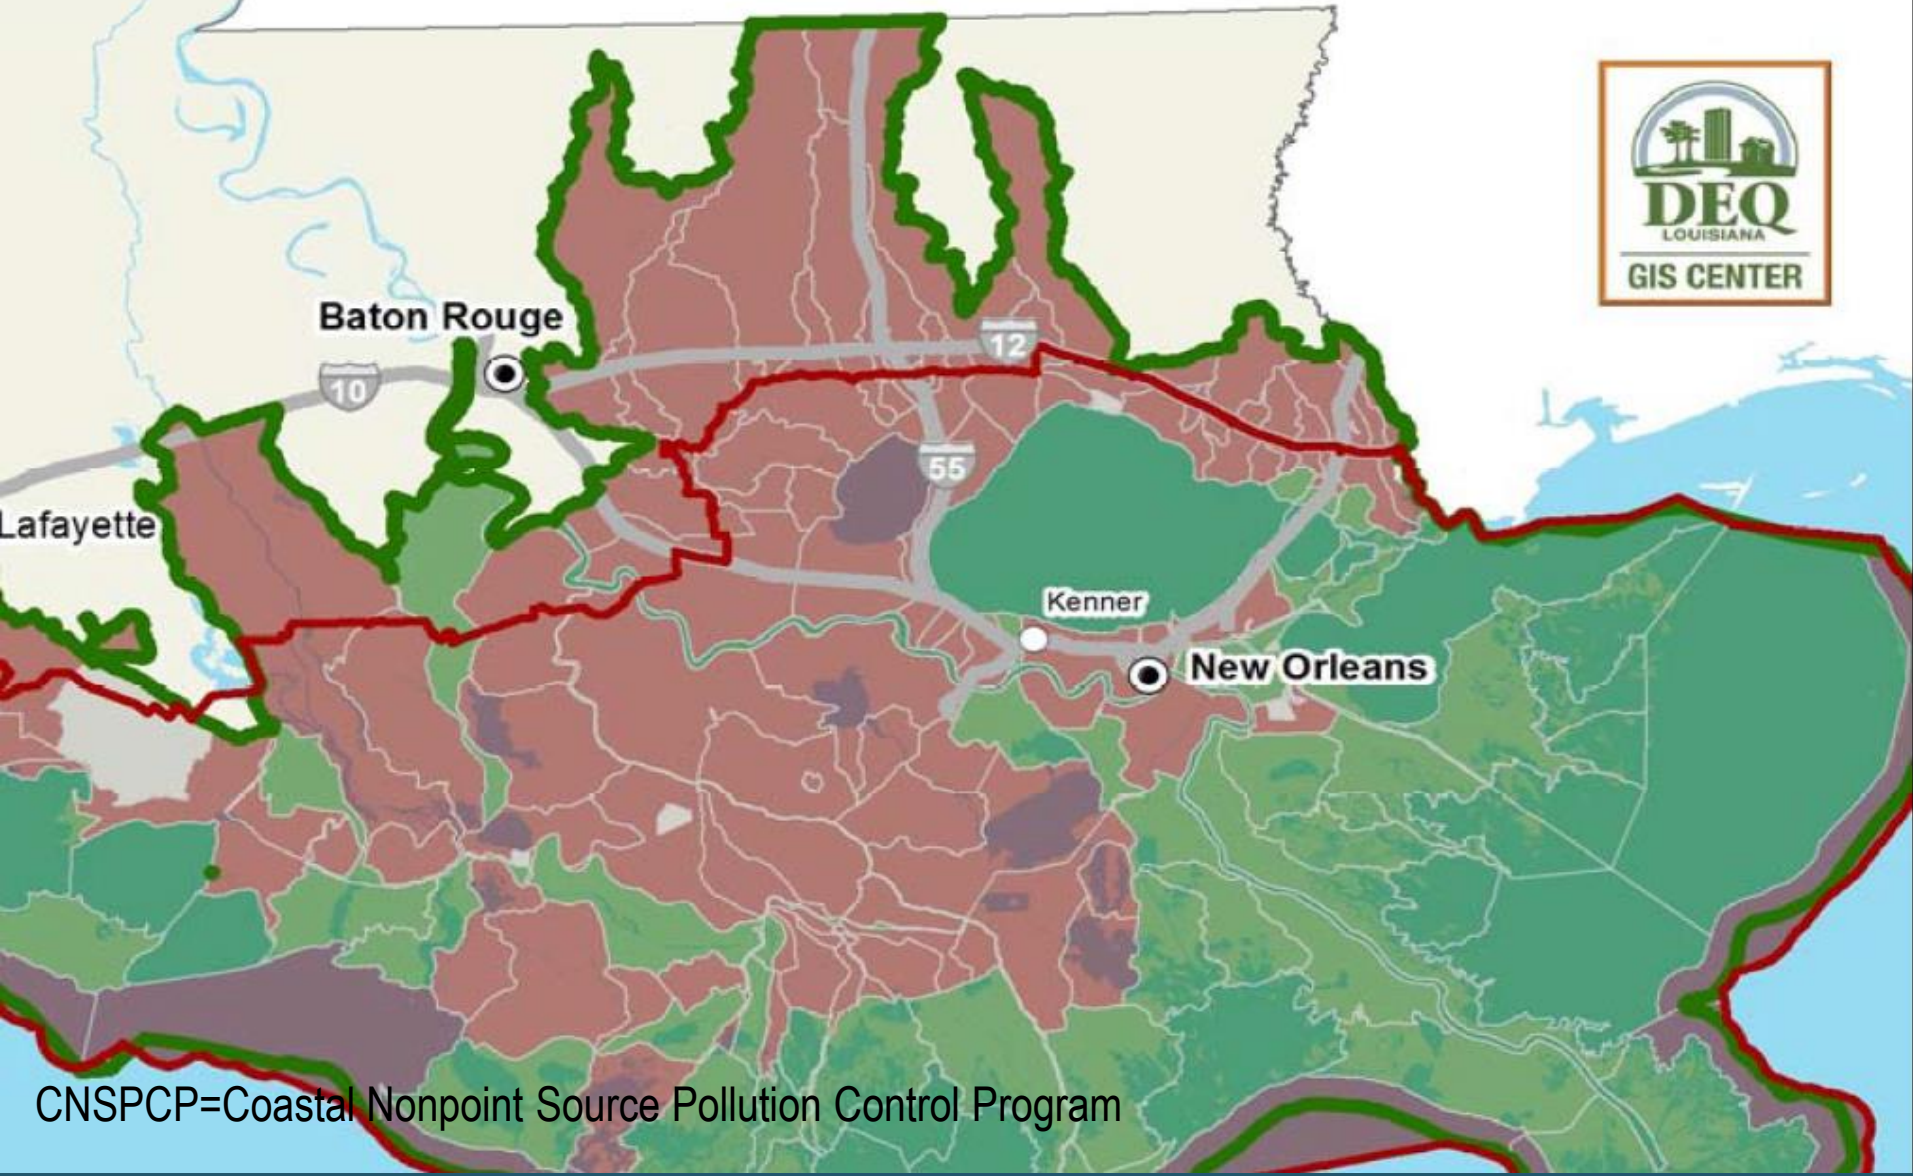 DEQ
LOUISIANA
GIS CENTER
Baton Rouge
12
10
55
Lafayette
Kenner
New Orleans
CNSPCP=Coastal Nonpoint Source Pollution Control Program